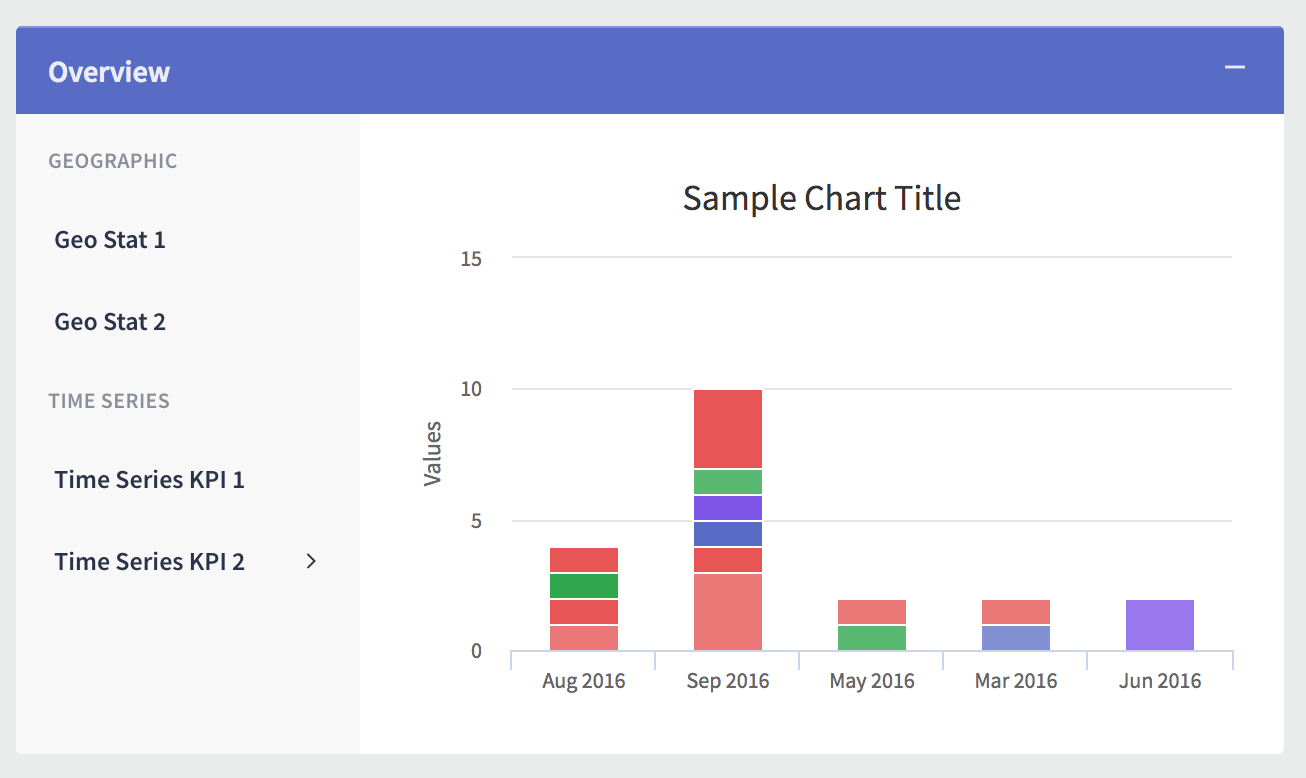 Overview
GEOGRAPHIC
Geo Stat 1
Geo Stat 2
TIME SERIES
Time Series KPI 1
Time Series KPI 2
Sample Chart Title
Values
15
10
5
0
Aug 2016 Sep 2016 May 2016 Mar 2016 Jun 2016